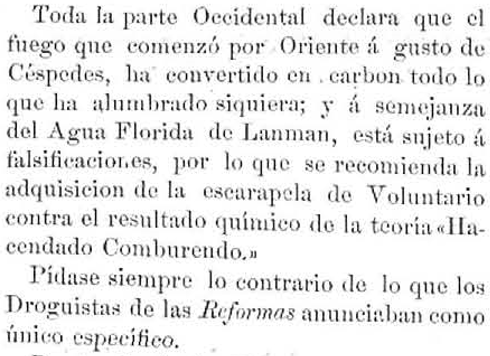 Toda la parte Occidental declara que el
fuego que comenzó por Oriente á gusto de
Céspedes, ha convertido en carbon todo lo
que ha alumbrado siquiera; y á semejanza
del Agua Florida de Lanman, está sujeto á
falsificaciones, por lo que se recomienda la
adquisicion de la escarapela de Voluntario
contra el resultado químico de la teoría «Ha-
cendado Comburendo.»
Pídase siempre lo contrario de lo que los
Droguistas de las Reformas anunciaban como
único específico.